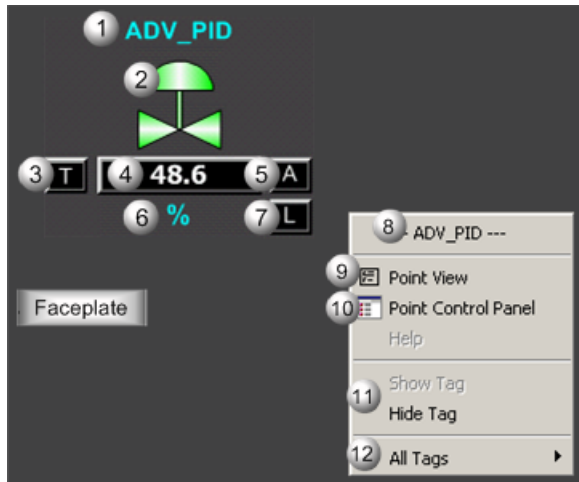 1 ADV_PID
2
3 T 4 48.6 5 A
6 % 7 L
8 - ADV_PID ---
9 Point View
Faceplate
10 Point Control Panel
Help
Show Tag
11
Hide Tag
12 All Tags